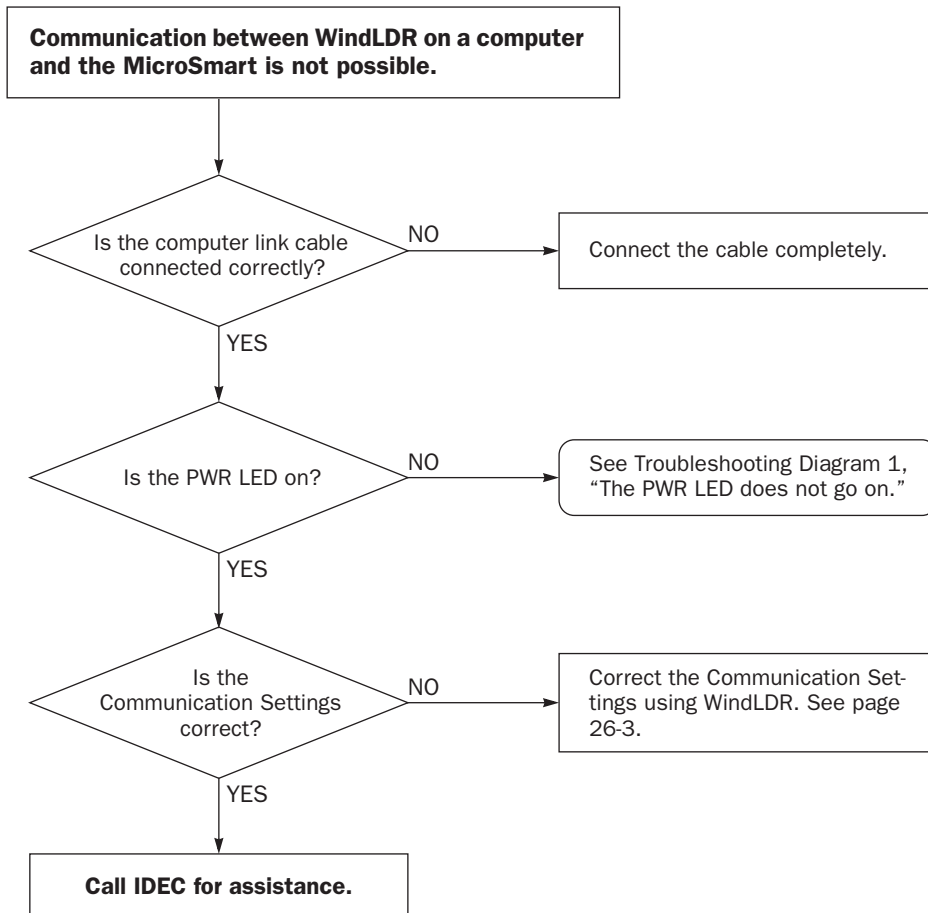 Communication between WindLDR on a computer
and the MicroSmart is not possible.
Is the computer link cable
connected correctly?
NO
Connect the cable completely.
YES
Is the PWR LED on?
NO
See Troubleshooting Diagram 1,
“The PWR LED does not go on.”
YES
Is the
Communication Settings
correct?
NO
Correct the Communication Set-
tings using WindLDR. See page
26-3.
YES
Call IDEC for assistance.